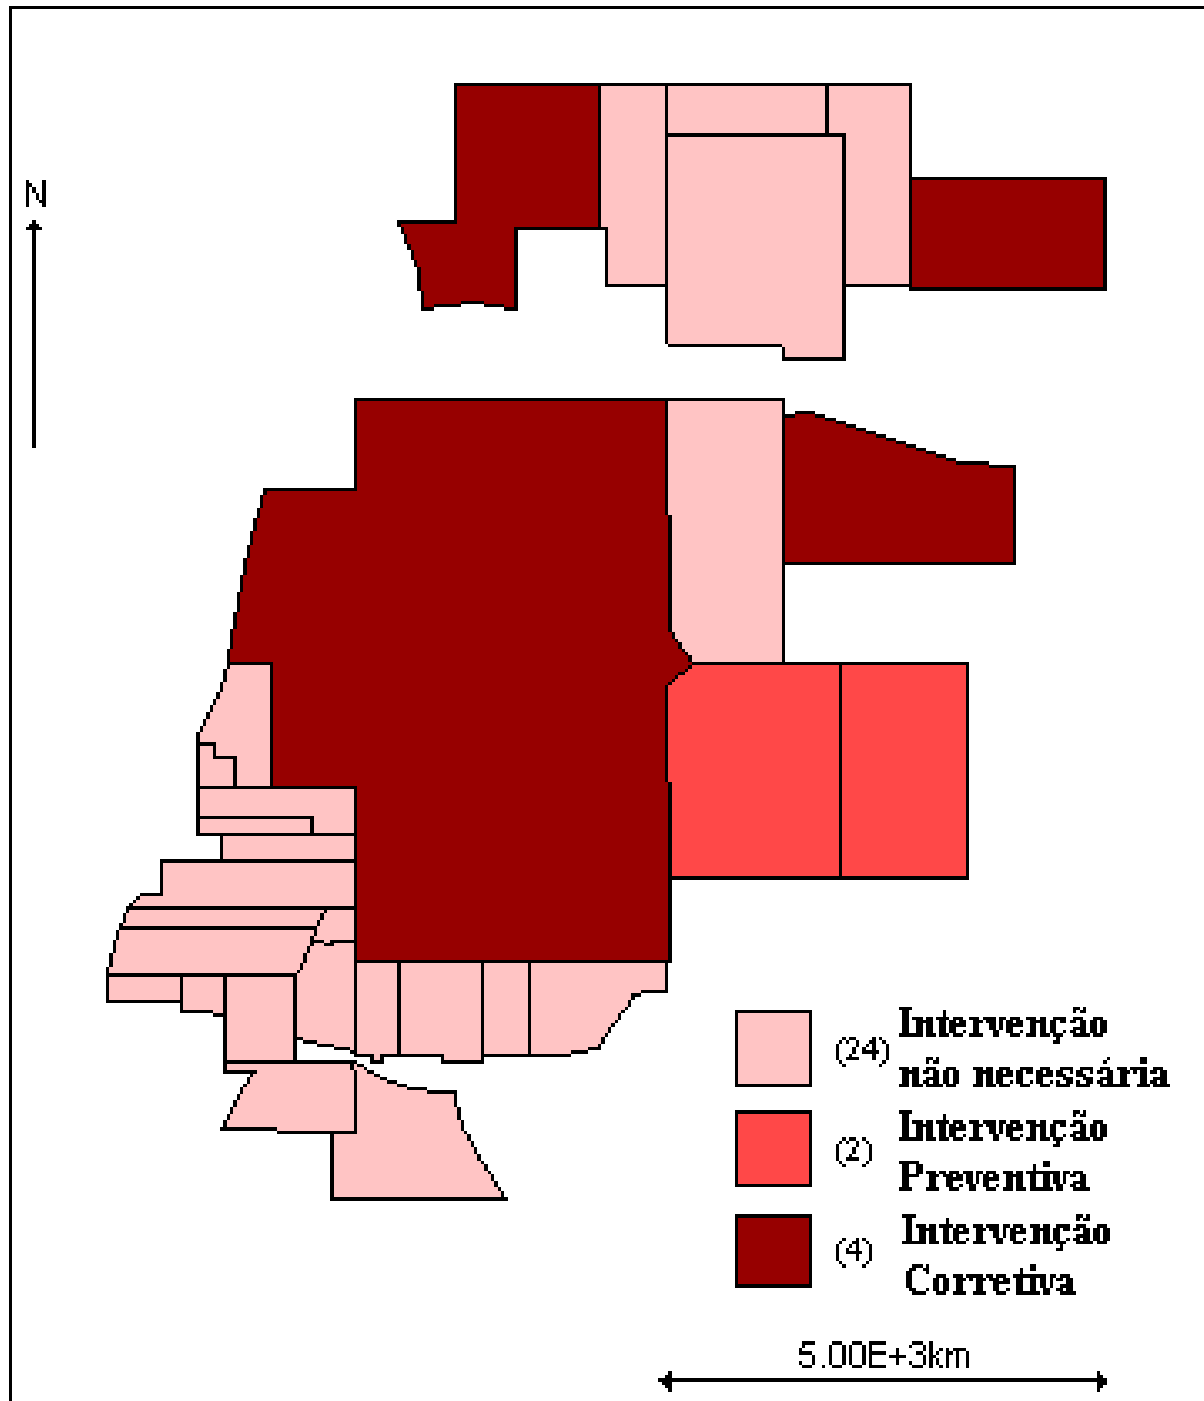 N
(24) Intervenção
não necessária
(2) Intervenção
Preventiva
(4) Intervenção
Corretiva
5.00E+3km